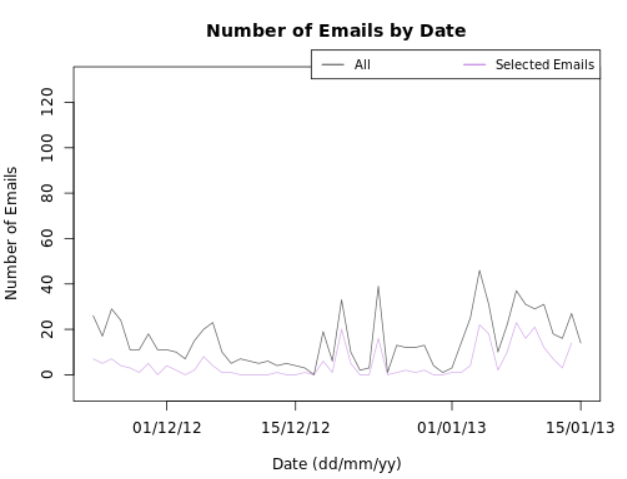 Number of Emails by Date
All
Selected Emails
Number of Emails
120
100
80
60
40
20
0
01/12/12
15/12/12
01/01/13
15/01/13
Date (dd/mm/yy)